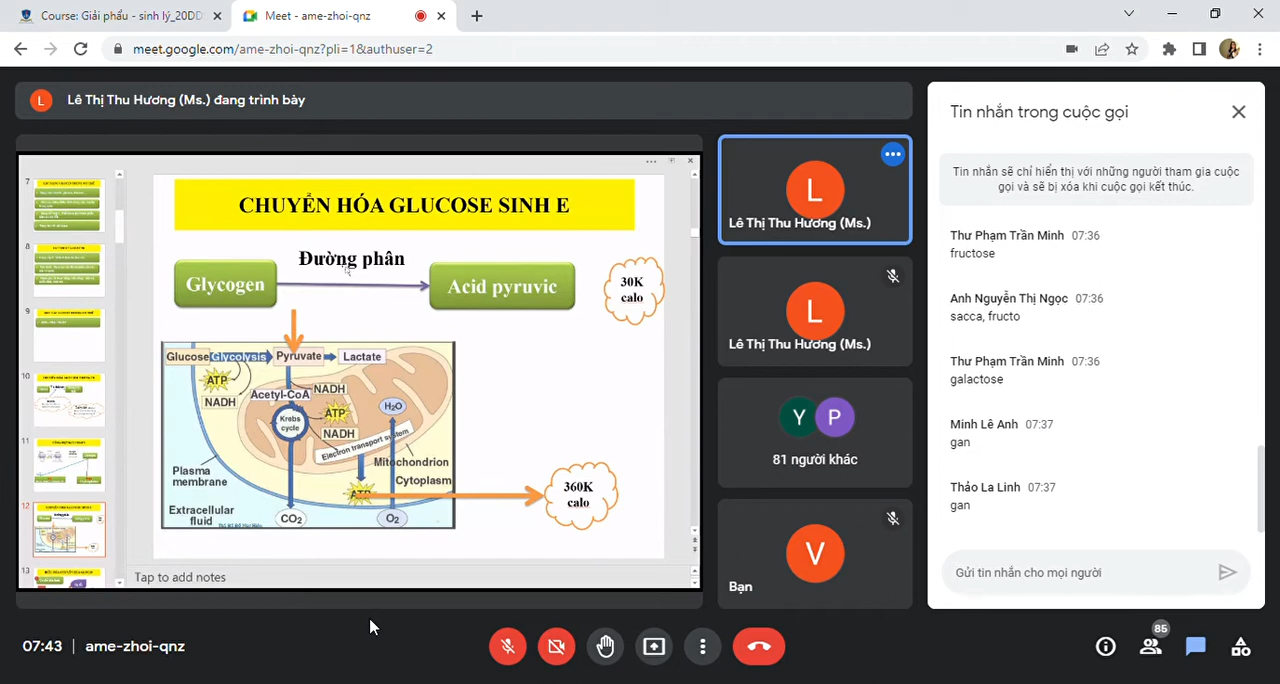 Course: Giải phẩu - sinh lý_20DD
Meet - ame-zhoi-qnz
meet.google.com/ame-zhoi-qnz?pli=1&authuser=2
L
Lê Thị Thu Hương (Ms.) đang trình bày
7
8
9
10
11
12
13
CHUYỂN HÓA GLUCOSE SINH E
Đường phân
Glycogen
Acid pyruvic
30K
calo
Glucose
Glycolysis
Pyruvate
Lactate
ATP
NADH
Acetyl-CoA
NADH
Krebs
cycle
ATP
NADH
H2O
Electron transport system
Mitochondrion
Cytoplasm
Plasma
membrane
ATP
Extracellular
fluid
CO2
O2
360K
calo
Tap to add notes
L
Lê Thị Thu Hương (Ms.)
L
Lê Thị Thu Hương (Ms.)
Y
P
81 người khác
V
Bạn
Tin nhắn trong cuộc gọi
Tin nhắn sẽ chỉ hiển thị với những người tham gia cuộc
gọi và sẽ bị xóa khi cuộc gọi kết thúc.
Thư Phạm Trần Minh 07:36
fructose
Anh Nguyễn Thị Ngọc 07:36
sacca, fructo
Thư Phạm Trần Minh 07:36
galactose
Minh Lê Anh 07:37
gan
Thảo La Linh 07:37
gan
Gửi tin nhắn cho mọi người
07:43 | ame-zhoi-qnz
85